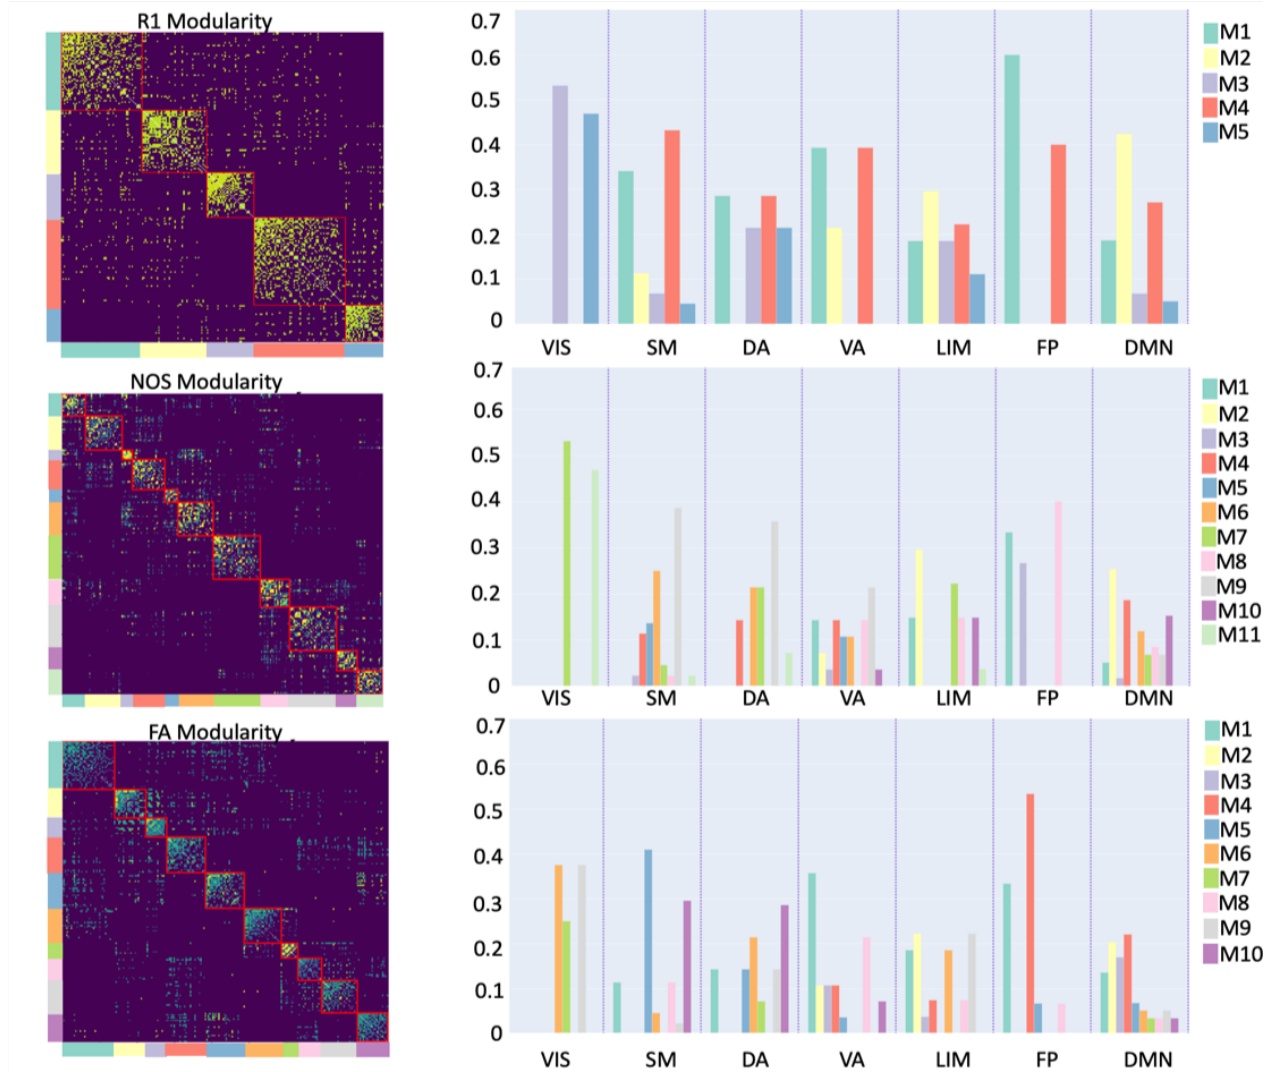 R1 Modularity
0.7
0.6
0.5
0.4
0.3
0.2
0.1
0
VIS SM DA VA LIM FP DMN
M1
M2
M3
M4
M5
NOS Modularity
0.7
0.6
0.5
0.4
0.3
0.2
0.1
0
VIS SM DA VA LIM FP DMN
M1
M2
M3
M4
M5
M6
M7
M8
M9
M10
M11
FA Modularity
0.7
0.6
0.5
0.4
0.3
0.2
0.1
0
VIS SM DA VA LIM FP DMN
M1
M2
M3
M4
M5
M6
M7
M8
M9
M10